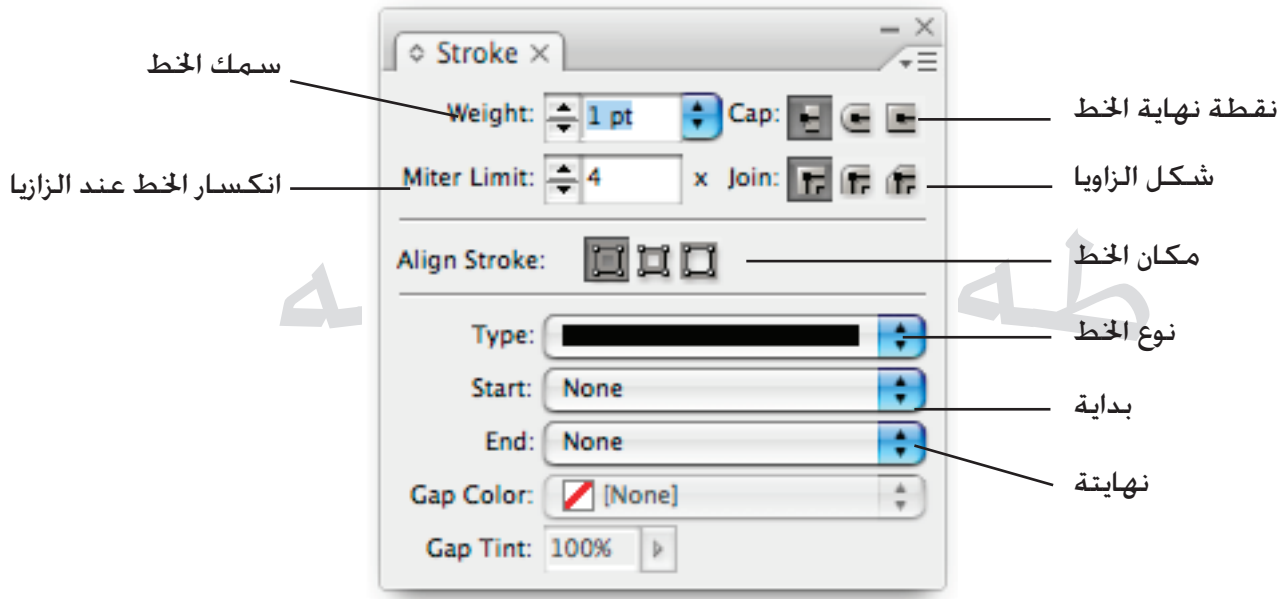 Stroke
سمك الخط
Weight: 1 pt Cap:
نقطة نهاية الخط
انكسار الخط عند الزازيا
Miter Limit: 4 x Join:
شكل الزاويا
Align Stroke:
مكان الخط
Type:
نوع الخط
Start: None
بداية
End: None
نهايتة
Gap Color: [None]
Gap Tint: 100%